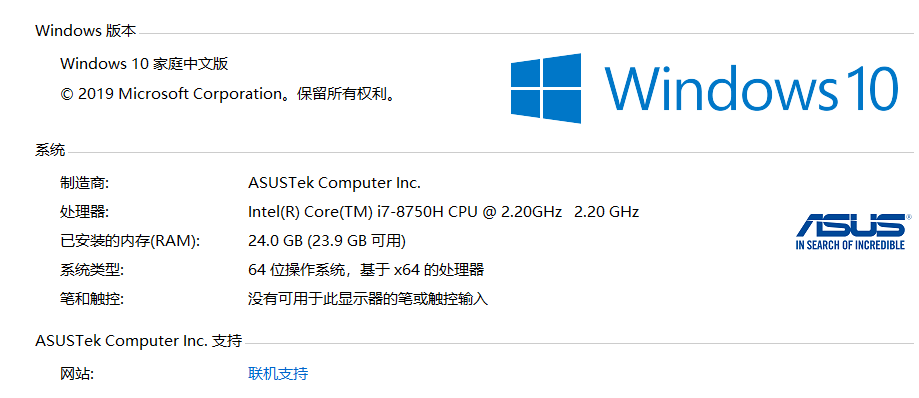 Windows 版本
Windows 10 家庭中文版
© 2019 Microsoft Corporation。保留所有权利。
Windows 10
系统
制造商: ASUSTek Computer Inc.
处理器: Intel(R) Core(TM) i7-8750H CPU @ 2.20GHz 2.20 GHz
已安装的内存(RAM): 24.0 GB (23.9 GB 可用)
系统类型: 64 位操作系统，基于 x64 的处理器
笔和触控: 没有可用于此显示器的笔或触控输入
ASUS®
IN SEARCH OF INCREDIBLE
ASUSTek Computer Inc. 支持
网站: 联机支持